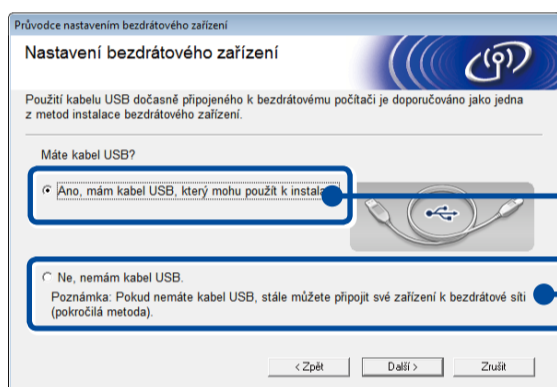 Průvodce nastavením bezdrátového zařízení
Nastavení bezdrátového zařízení
Použití kabelu USB dočasně připojeného k bezdrátovému počítači je doporučováno jako jedna
z metod instalace bezdrátového zařízení.
Máte kabel USB?
Ano, mám kabel USB, který mohu použít k
Ne, nemám kabel USB.
Poznámka: Pokud nemáte kabel USB, stále můžete připojit své zařízení k bezdrátové síti
(pokročilá metoda).
< Zpět
Další >
Zrušit